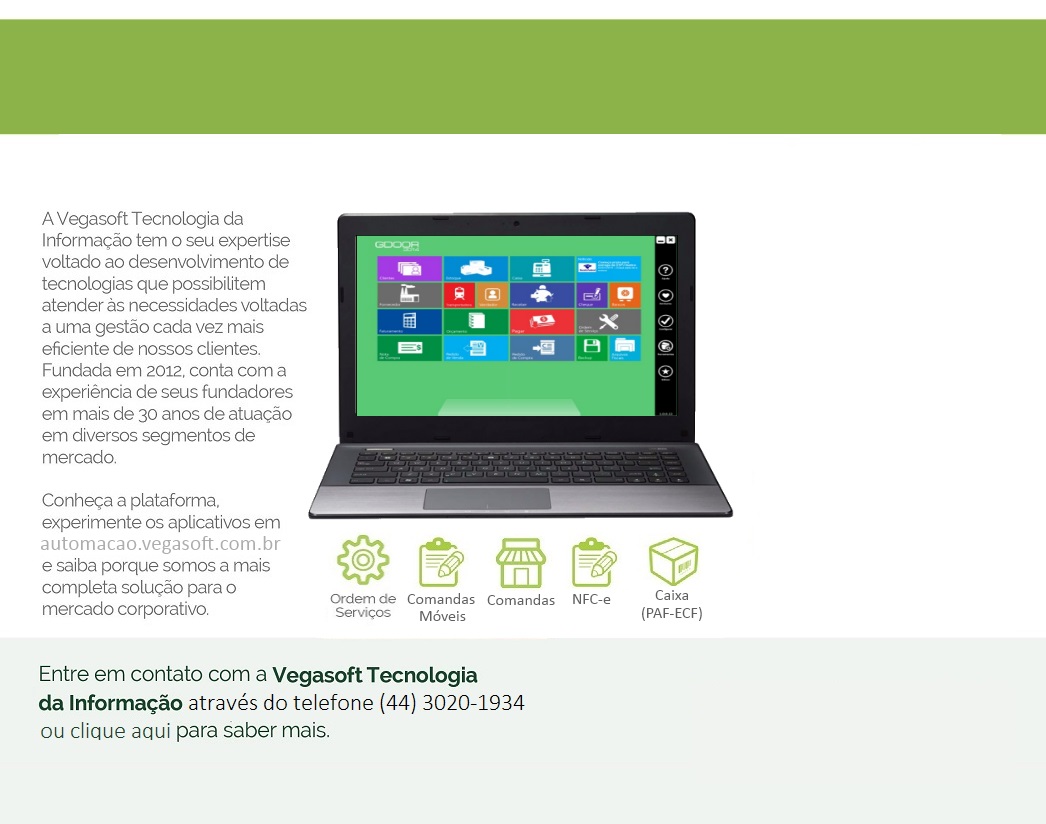 A Vegasoft Tecnologia da
Informação tem o seu expertise
voltado ao desenvolvimento de
tecnologias que possibilitem
atender às necessidades voltadas
a uma gestão cada vez mais
eficiente de nossos clientes.
Fundada em 2012, conta com a
experiência de seus fundadores
em mais de 30 anos de atuação
em diversos segmentos de
mercado.
Conheça a plataforma,
experimente os aplicativos em
automacao.vegasoft.com.br
e saiba porque somos a mais
completa solução para o
mercado corporativo.
GDOOR
Ordem de
Serviços
Comandas
Móveis
Comandas
NFC-e
Caixa
(PAF-ECF)
Entre em contato com a Vegasoft Tecnologia
da Informação através do telefone (44) 3020-1934
ou clique aqui para saber mais.